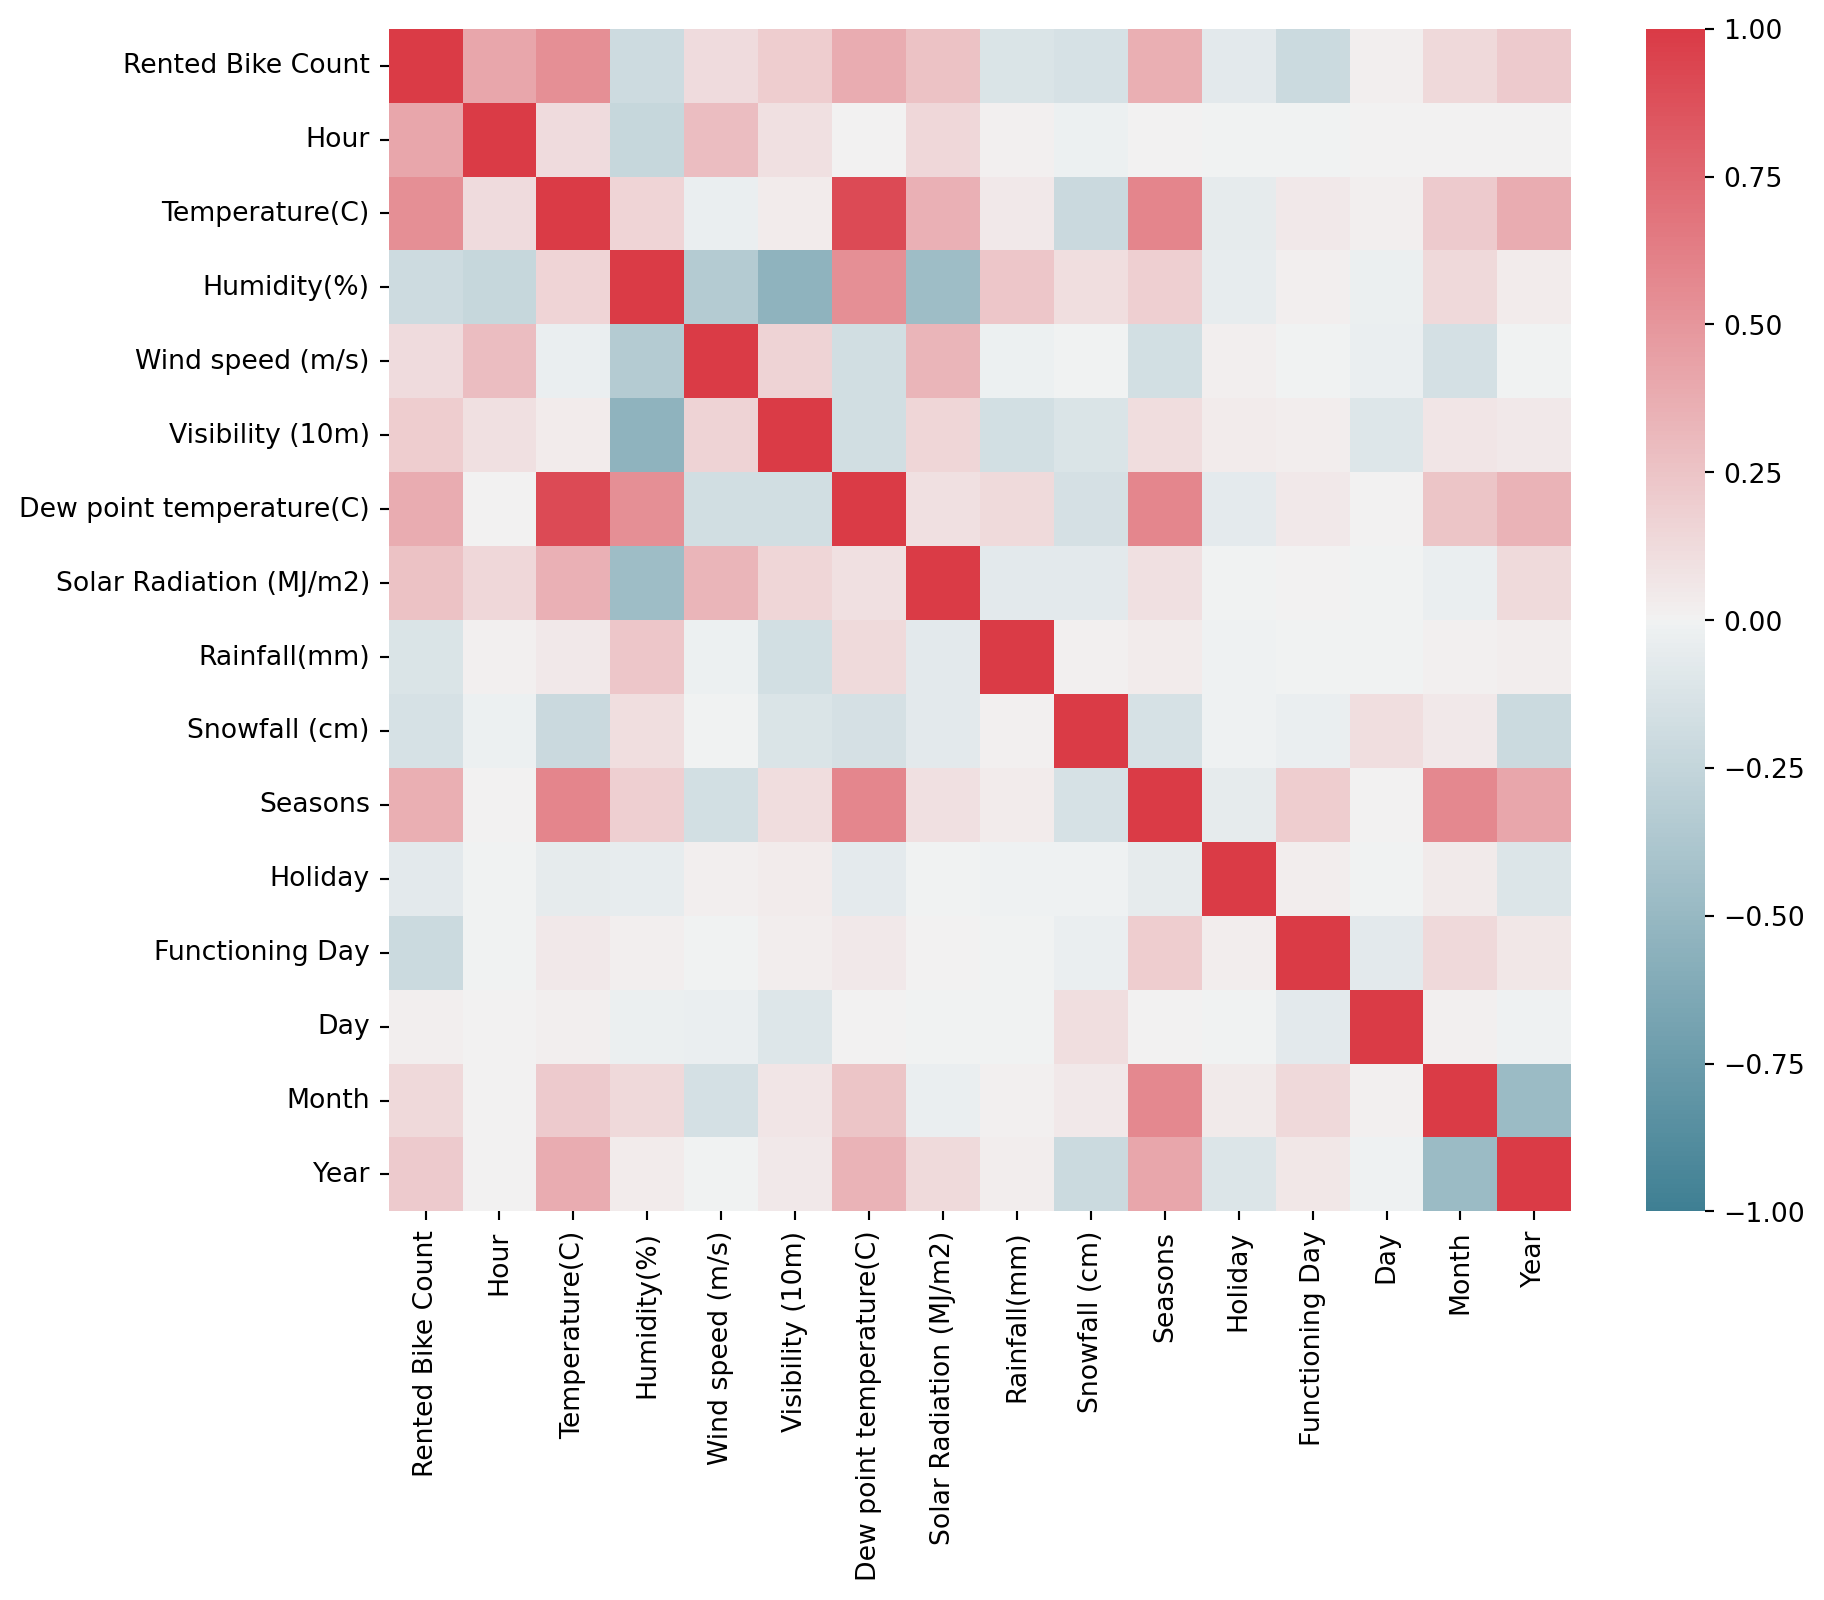 Rented Bike Count
Hour
Temperature(C)
Humidity(%)
Wind speed (m/s)
Visibility (10m)
Dew point temperature(C)
Solar Radiation (MJ/m2)
Rainfall(mm)
Snowfall (cm)
Seasons
Holiday
Functioning Day
Day
Month
Year
Rented Bike Count
Hour
Temperature(C)
Humidity(%)
Wind speed (m/s)
Visibility (10m)
Dew point temperature(C)
Solar Radiation (MJ/m2)
Rainfall(mm)
Snowfall (cm)
Seasons
Holiday
Functioning Day
Day
Month
Year
1.00
0.75
0.50
0.25
0.00
−0.25
−0.50
−0.75
−1.00